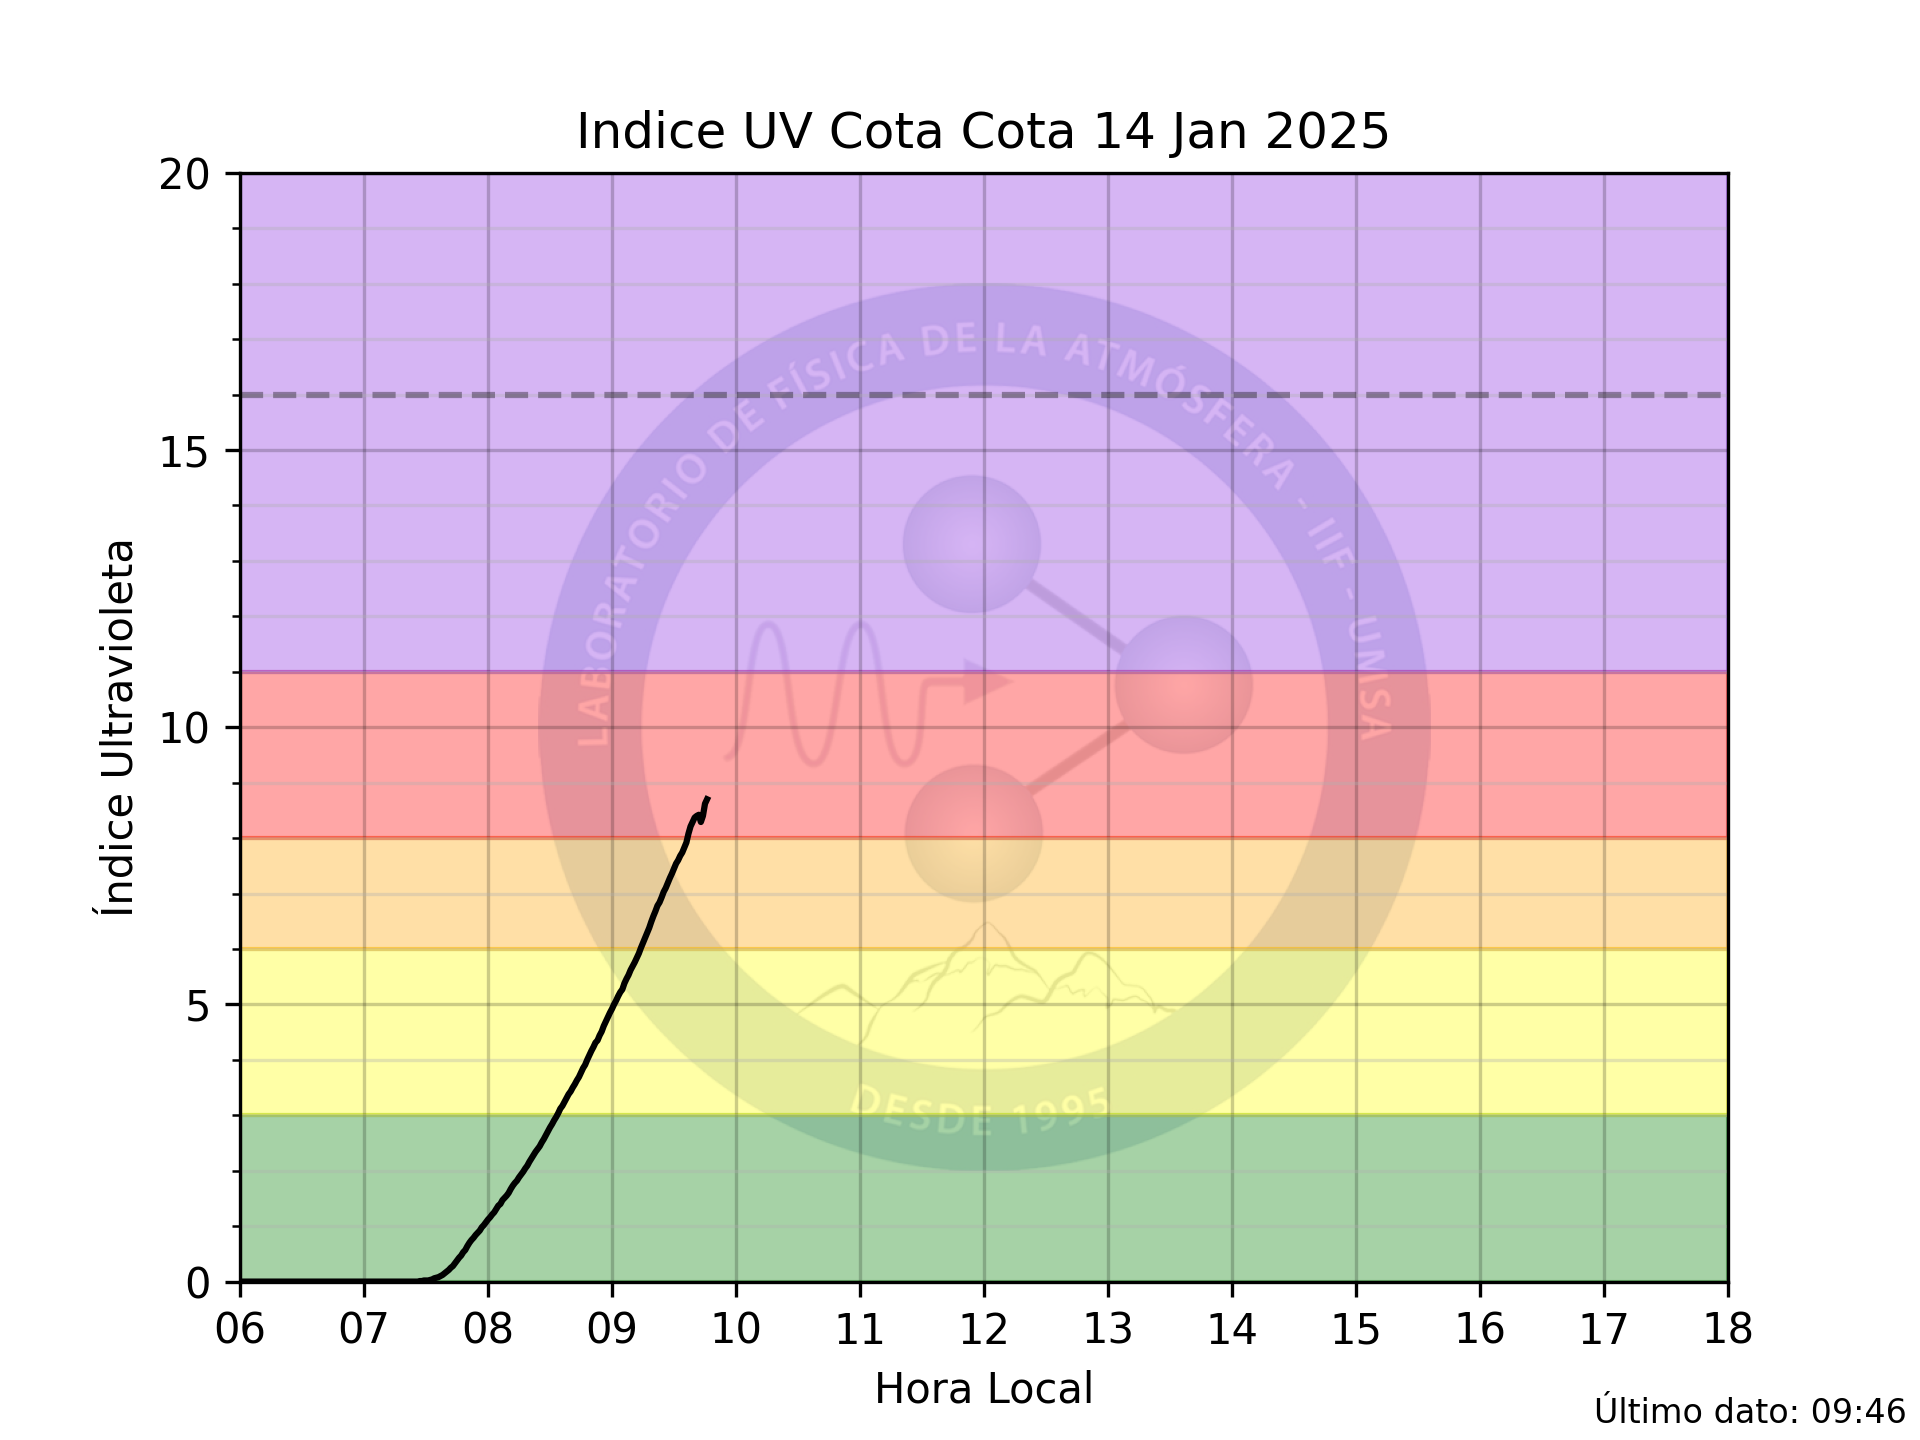 Indice UV Cota Cota 14 Jan 2025
20
15
10
5
0
Índice Ultravioleta
LABORATORIO DE FÍSICA DE LA ATMÓSFERA - IIF - UMSA
DESDE 1995
06 07 08 09 10 11 12 13 14 15 16 17 18
Hora Local
Último dato: 09:46